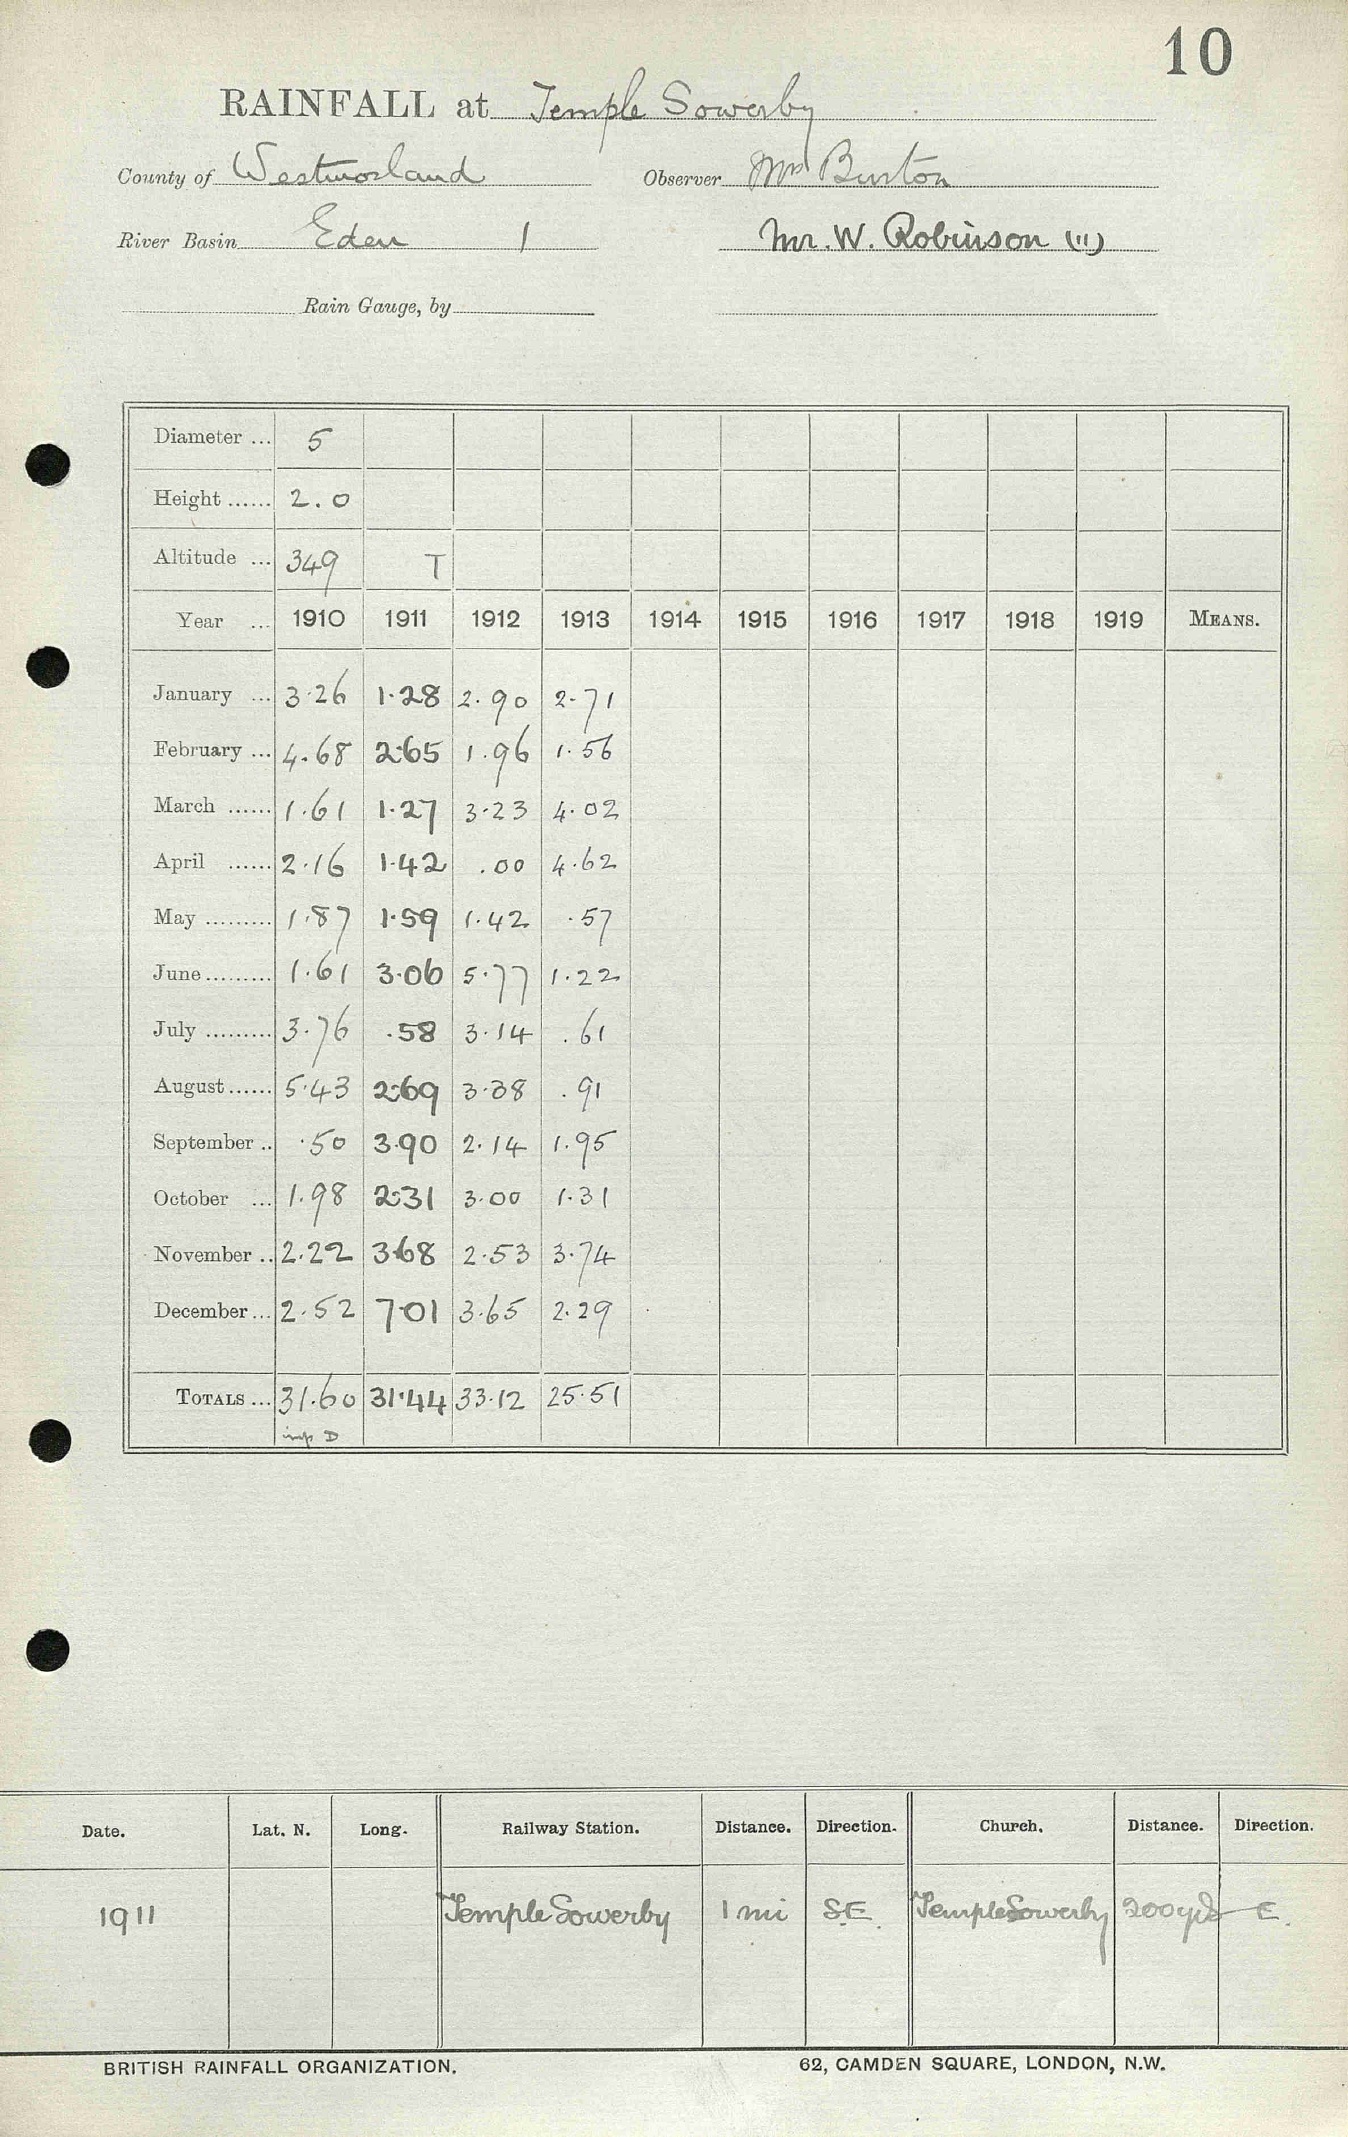 10
RAINFALL at Temple Sowerby
County of Westmorland Observer Mrs Burton
River Basin Eden 1 Mr. W. Robinson (11)
Rain Gauge, by
Diameter ... 5
Height ...... 2.0
Altitude ... 349 T
Year ... 1910 1911 1912 1913 1914 1915 1916 1917 1918 1919 MEANS.
January ... 3.26 1.28 2.90 2.71
February ... 4.68 2.65 1.96 1.56
March ...... 1.61 1.27 3.23 4.02
April ...... 2.16 1.42 .00 4.62
May ......... 1.87 1.59 1.42 .57
June ......... 1.61 3.06 5.77 1.22
July ......... 3.76 .58 3.14 .61
August ...... 5.43 2.69 3.38 .91
September .. .50 3.90 2.14 1.95
October ... 1.98 2.31 3.00 1.31
November .. 2.22 3.68 2.53 3.74
December ... 2.52 7.01 3.65 2.29
TOTALS ... 31.60 31.44 33.12 25.51
imp D
Date. Lat. N. Long. Railway Station. Distance. Direction. Church. Distance. Direction.
1911 Temple Sowerby 1 mi S.E. Temple Sowerby 200 yds E.
BRITISH RAINFALL ORGANIZATION. 62, CAMDEN SQUARE, LONDON, N.W.